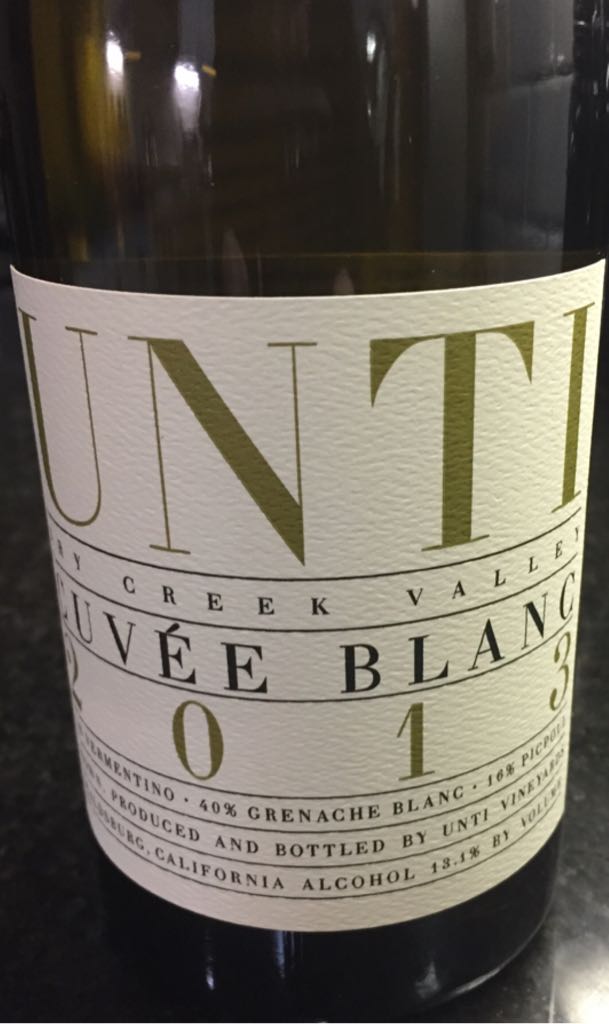 UNTI
RY CREEK VALLEY
CUVÉE BLANC
2013
VERMENTINO · 40% GRENACHE BLANC · 16% PICPOUL
PRODUCED AND BOTTLED BY UNTI VINEYARDS
CALIFORNIA ALCOHOL 13.1% BY VOLUME